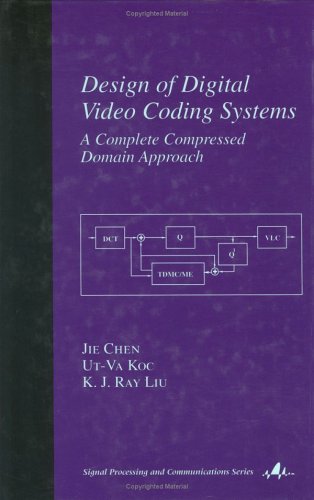 Design of Digital
Video Coding Systems
A Complete Compressed
Domain Approach
DCT
Q
VLC
Q
TDMC/ME
JIE CHEN
UT-VA KOC
K. J. RAY LIU
Signal Processing and Communications Series